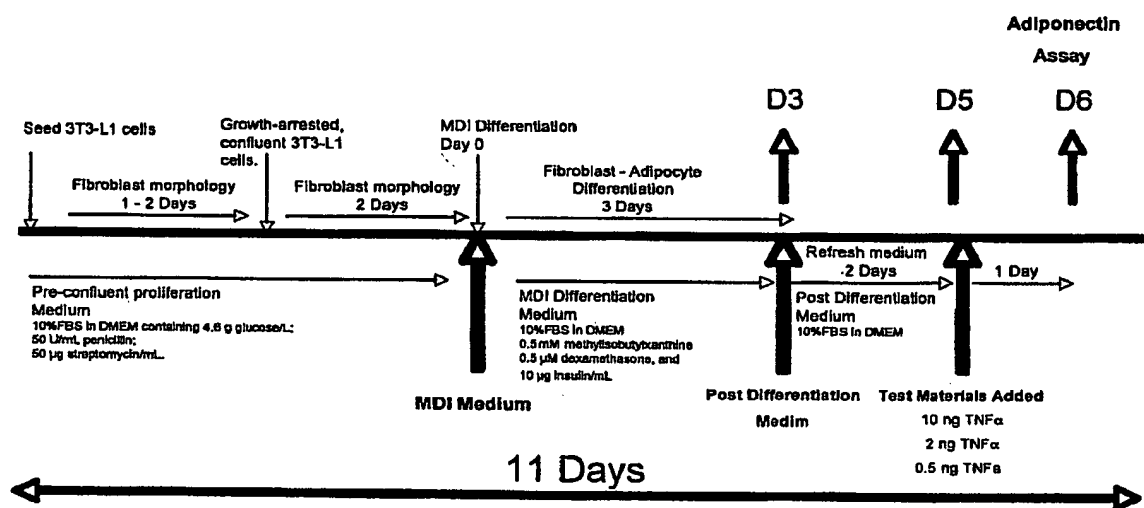 Adiponectin
Assay
D3
D5
D6
Seed 3T3-L1 cells
Growth-arrested,
confluent 3T3-L1
cells.
MDI Differentiation
Day 0
Fibroblast morphology
1 - 2 Days
Fibroblast morphology
2 Days
Fibroblast - Adipocyte
Differentiation
3 Days
Refresh medium
2 Days
1 Day
Pre-confluent proliferation
Medium
10%FBS in DMEM containing 4.6 g glucose/L;
50 U/mL penicillin;
50 µg streptomycin/mL.
MDI Differentiation
Medium
10%FBS in DMEM
0.5 mM methylisobutylxanthine
0.5 µM dexamethasone, and
10 µg insulin/mL
Post Differentiation
Medium
10%FBS in DMEM
MDI Medium
Post Differentiation
Medim
Test Materials Added
10 ng TNFα
2 ng TNFα
0.5 ng TNFa
11 Days